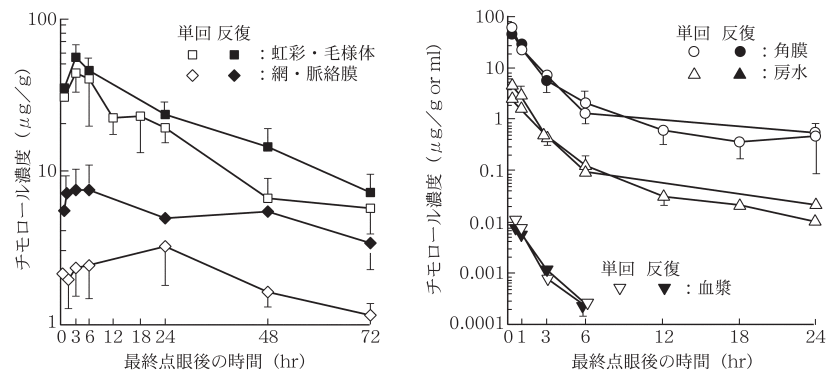 100
10
1
チモロール濃度（μg／g）
単回 反復
□ ■：虹彩・毛様体
◇ ◆：網・脈絡膜
0 3 6 12 18 24 48 72
最終点眼後の時間（hr）
100
10
1
0.1
0.01
0.001
0.0001
チモロール濃度（μg／g or ml）
単回 反復
○ ●：角膜
△ ▲：房水
単回 反復
▽ ▼：血漿
0 1 3 6 12 18 24
最終点眼後の時間（hr）